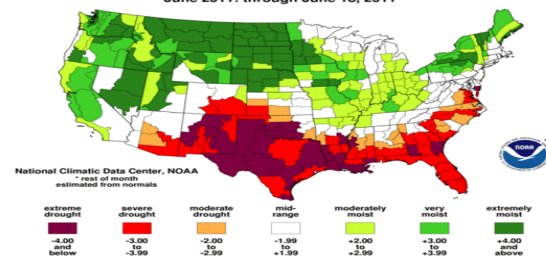 June 2011: through June 18, 2011
National Climatic Data Center, NOAA
* rest of month
estimated from normals
NOAA
extreme drought
severe drought
moderate drought
mid-range
moderately moist
very moist
extremely moist
-4.00 and below
-3.00 to -3.99
-2.00 to -2.99
-1.99 to +1.99
+2.00 to +2.99
+3.00 to +3.99
+4.00 and above